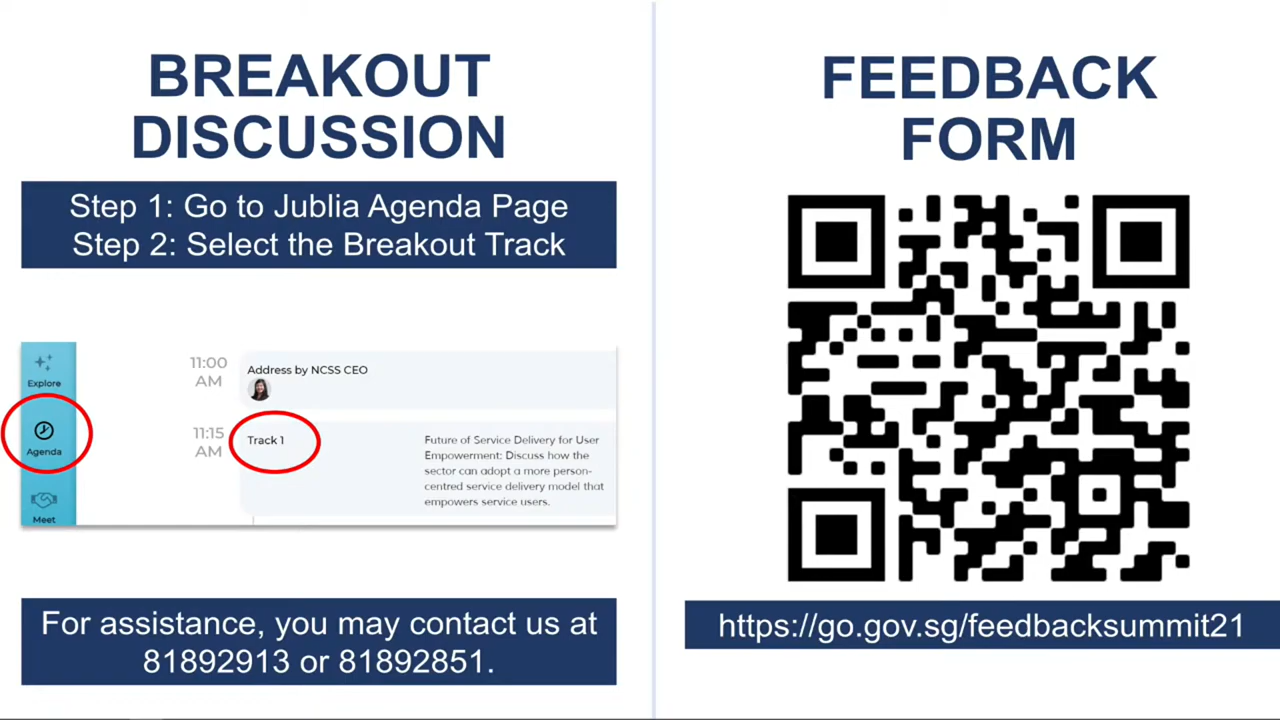 BREAKOUT
DISCUSSION
Step 1: Go to Jublia Agenda Page
Step 2: Select the Breakout Track
Explore
Agenda
Meet
11:00
AM
Address by NCSS CEO
11:15
AM
Track 1
Future of Service Delivery for User
Empowerment: Discuss how the
sector can adopt a more person-
centred service delivery model that
empowers service users.
For assistance, you may contact us at
81892913 or 81892851.
FEEDBACK
FORM
https://go.gov.sg/feedbacksummit21